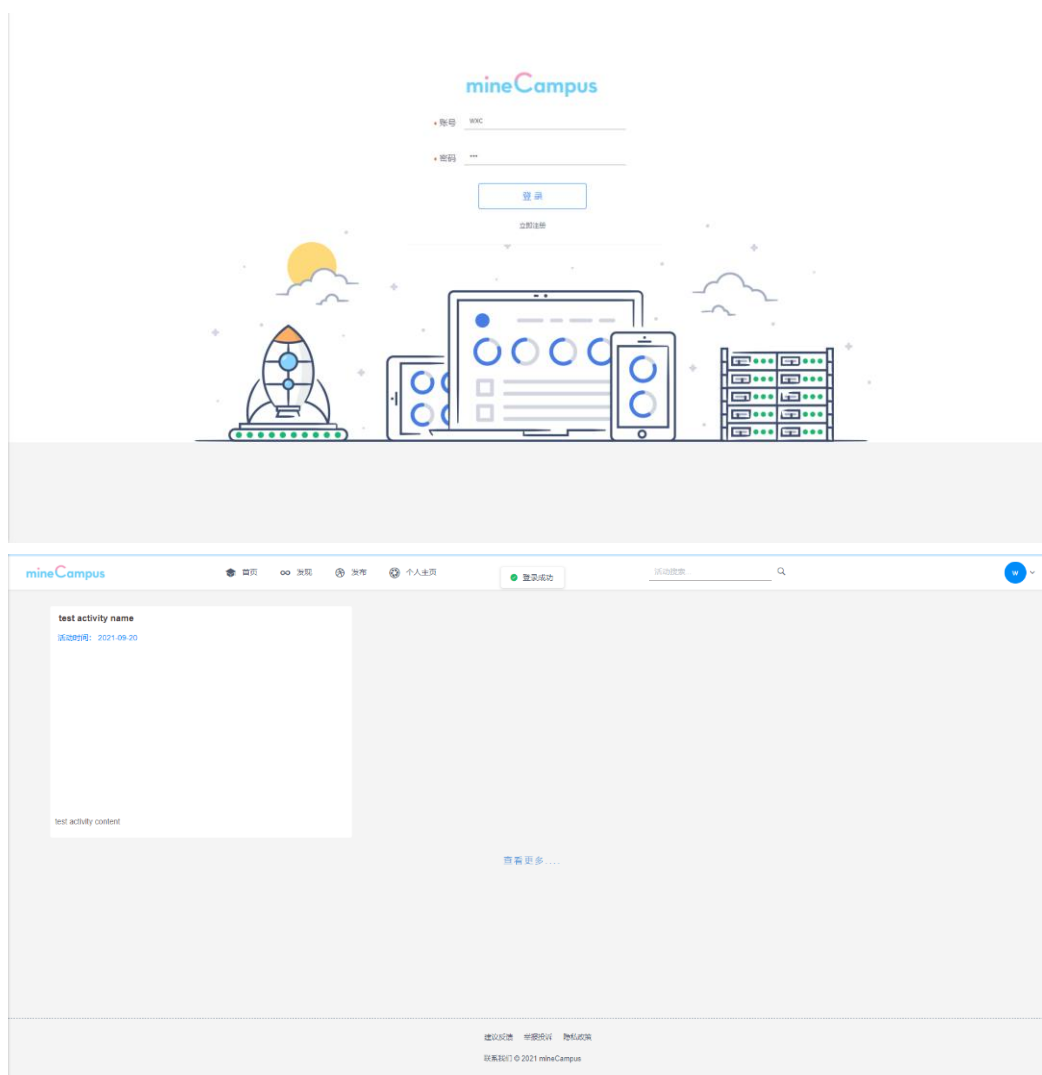 mineCampus
* 账号 wxc
* 密码 ***
登录
立即注册
mineCampus 首页 发现 发布 个人主页 登录成功 活动搜索... w
test activity name
活动时间: 2021-09-20
test activity content
查看更多....
建议反馈 举报投诉 隐私政策
联系我们 © 2021 mineCampus